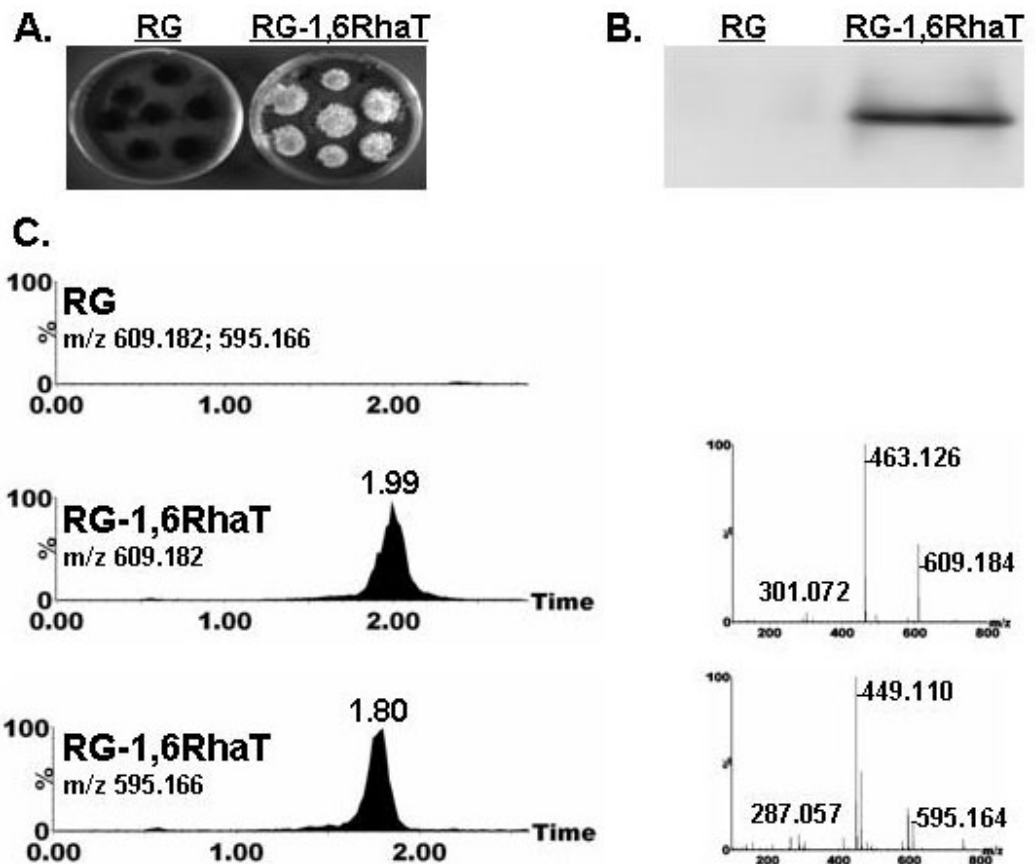 A.
RG RG-1,6RhaT
B.
RG RG-1,6RhaT
C.
100
RG
%
m/z 609.182; 595.166
0
0.00 1.00 2.00
1.99
100
RG-1,6RhaT
%
m/z 609.182
0
Time
0.00 1.00 2.00
100
463.126
%
609.184
301.072
0
200 400 600 800 m/z
1.80
100
RG-1,6RhaT
%
m/z 595.166
0
Time
0.00 1.00 2.00
100
449.110
%
287.057
595.164
0
200 400 600 800 m/z